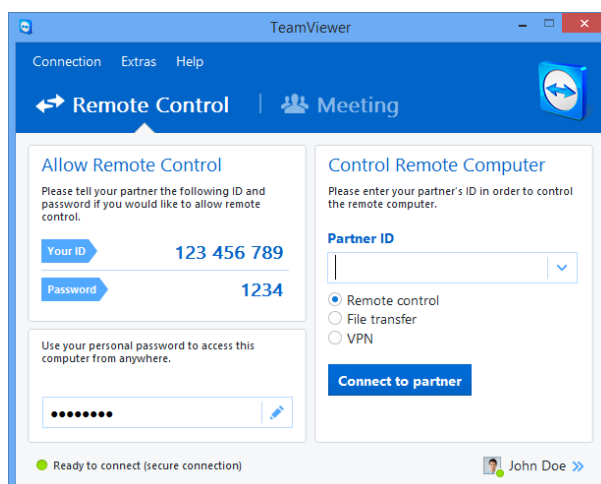 TeamViewer
Connection Extras Help
Remote Control Meeting
Allow Remote Control
Please tell your partner the following ID and
password if you would like to allow remote
control.
Your ID 123 456 789
Password 1234
Use your personal password to access this
computer from anywhere.
Control Remote Computer
Please enter your partner's ID in order to control
the remote computer.
Partner ID
Remote control
File transfer
VPN
Connect to partner
Ready to connect (secure connection)
John Doe